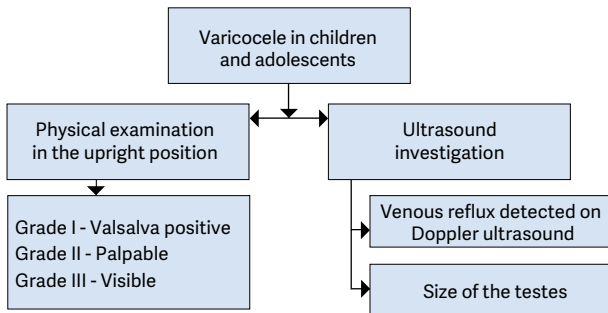 Varicocele in children
and adolescents
Physical examination
in the upright position
Ultrasound
investigation
Grade I - Valsalva positive
Grade II - Palpable
Grade III - Visible
Venous reflux detected on
Doppler ultrasound
Size of the testes